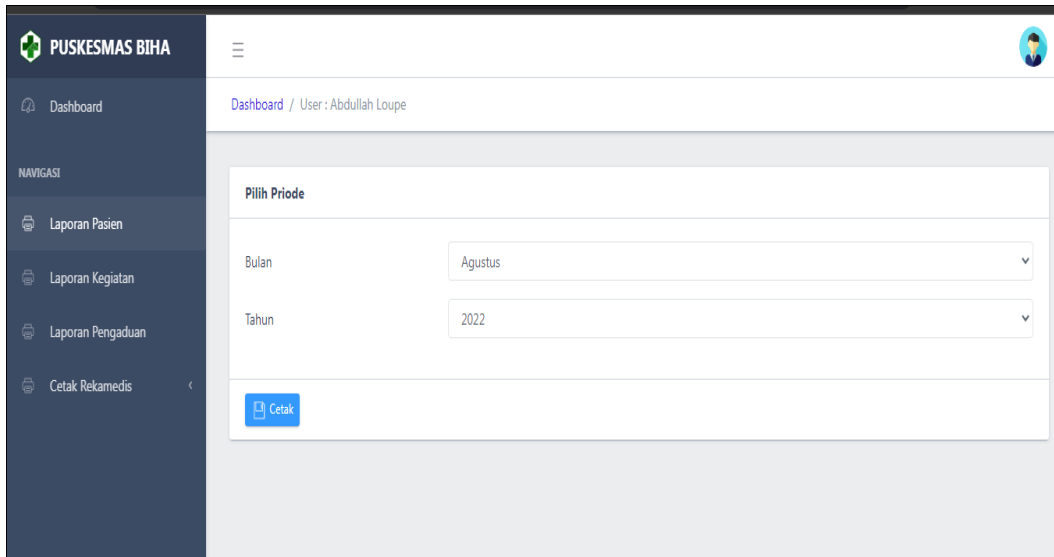 PUSKESMAS BIHA
Dashboard
NAVIGASI
Laporan Pasien
Laporan Kegiatan
Laporan Pengaduan
Cetak Rekamedis
Dashboard / User : Abdullah Loupe
Pilih Priode
Bulan
Agustus
Tahun
2022
Cetak